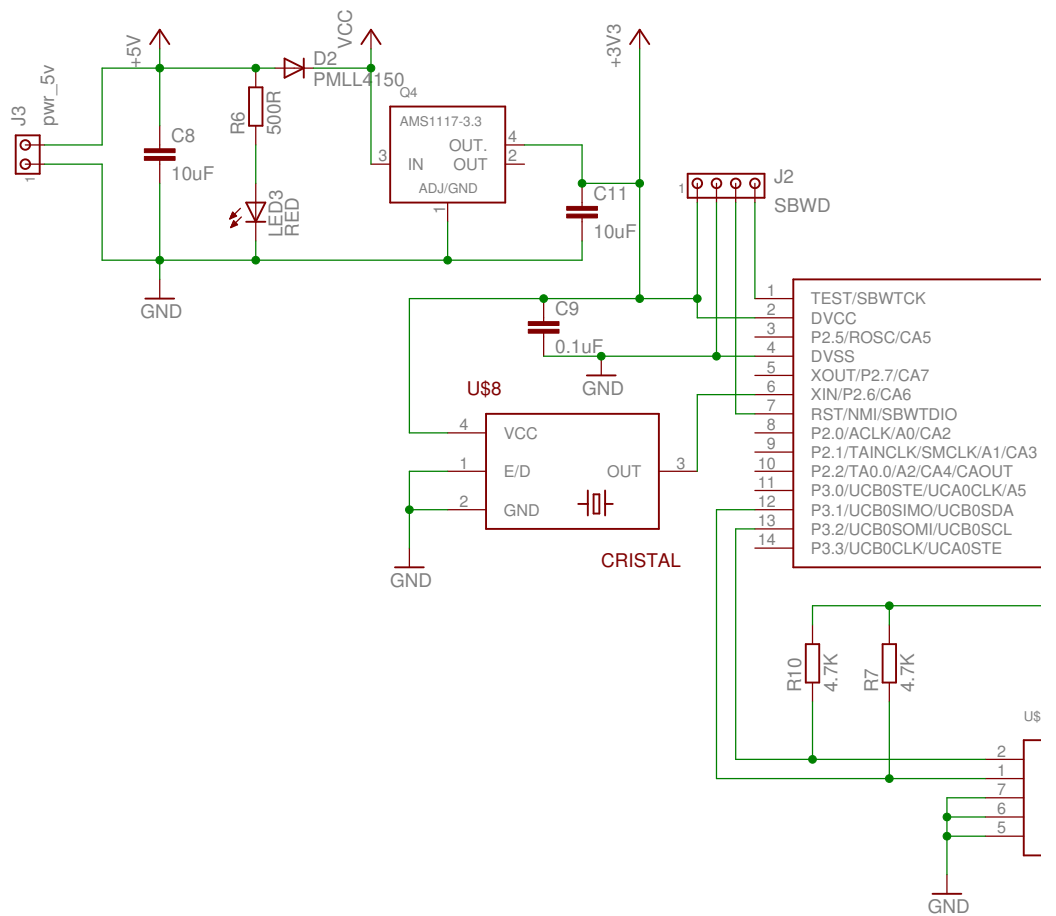 +5V
VCC
+3V3
J3
pwr_5v
1
C8
10uF
R6
500R
LED3
RED
D2
PMLL4150
Q4
AMS1117-3.3
OUT. 4
3 IN OUT 2
ADJ/GND
1
C11
10uF
GND
J2
1
SBWD
C9
0.1uF
GND
U$8
4 VCC
1 E/D OUT 3
2 GND
CRISTAL
GND
1 TEST/SBWTCK
2 DVCC
3 P2.5/ROSC/CA5
4 DVSS
5 XOUT/P2.7/CA7
6 XIN/P2.6/CA6
7 RST/NMI/SBWTDIO
8 P2.0/ACLK/A0/CA2
9 P2.1/TAINCLK/SMCLK/A1/CA3
10 P2.2/TA0.0/A2/CA4/CAOUT
11 P3.0/UCB0STE/UCA0CLK/A5
12 P3.1/UCB0SIMO/UCB0SDA
13 P3.2/UCB0SOMI/UCB0SCL
14 P3.3/UCB0CLK/UCA0STE
R10
4.7K
R7
4.7K
U$
2
1
7
6
5
GND